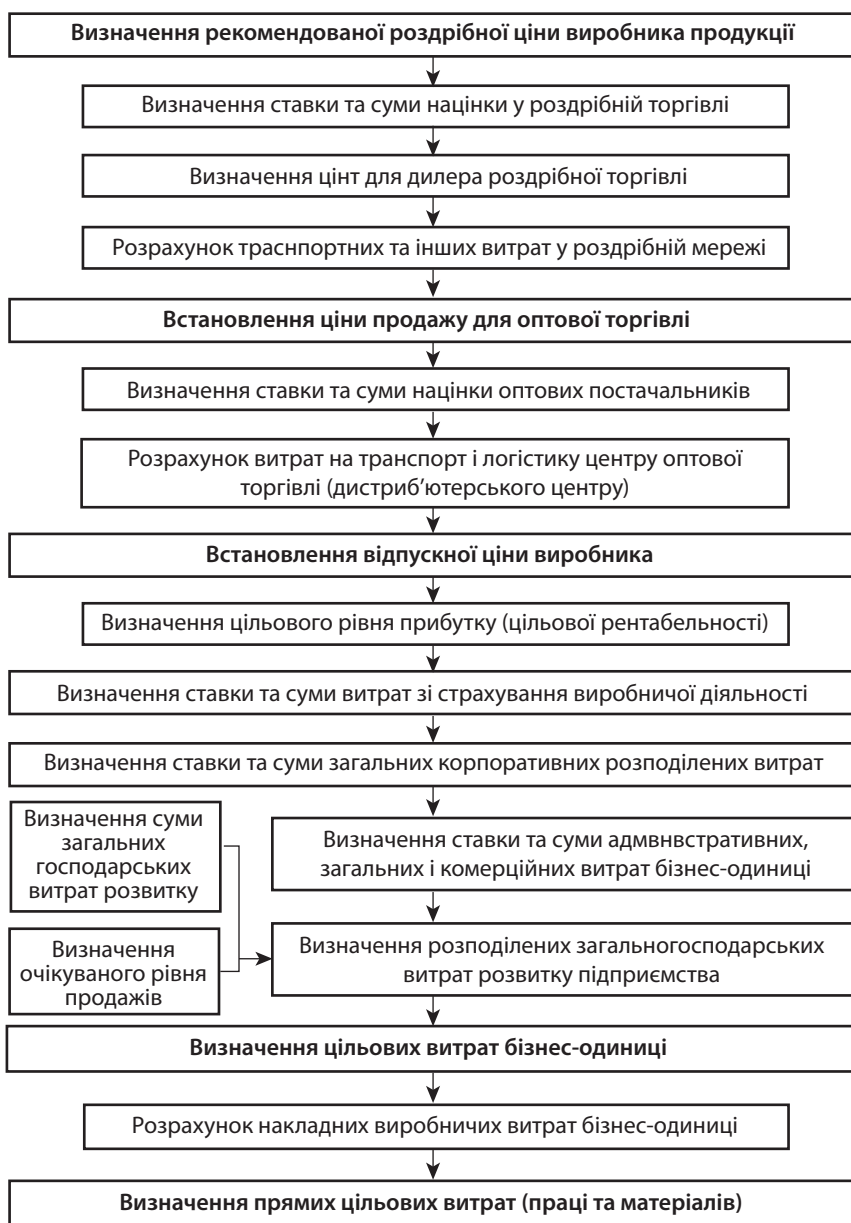 Визначення рекомендованої роздрібної ціни виробника продукції
Визначення ставки та суми націнки у роздрібній торгівлі
Визначення цінт для дилера роздрібної торгівлі
Розрахунок траснпортних та інших витрат у роздрібній мережі
Встановлення ціни продажу для оптової торгівлі
Визначення ставки та суми націнки оптових постачальників
Розрахунок витрат на транспорт і логістику центру оптової
торгівлі (дистриб’ютерського центру)
Встановлення відпускної ціни виробника
Визначення цільового рівня прибутку (цільової рентабельності)
Визначення ставки та суми витрат зі страхування виробничої діяльності
Визначення ставки та суми загальних корпоративних розподілених витрат
Визначення суми
загальних
господарських
витрат розвитку
Визначення ставки та суми адмвнвстративних,
загальних і комерційних витрат бізнес-одиниці
Визначення
очікуваного рівня
продажів
Визначення розподілених загальногосподарських
витрат розвитку підприємства
Визначення цільових витрат бізнес-одиниці
Розрахунок накладних виробничих витрат бізнес-одиниці
Визначення прямих цільових витрат (праці та матеріалів)